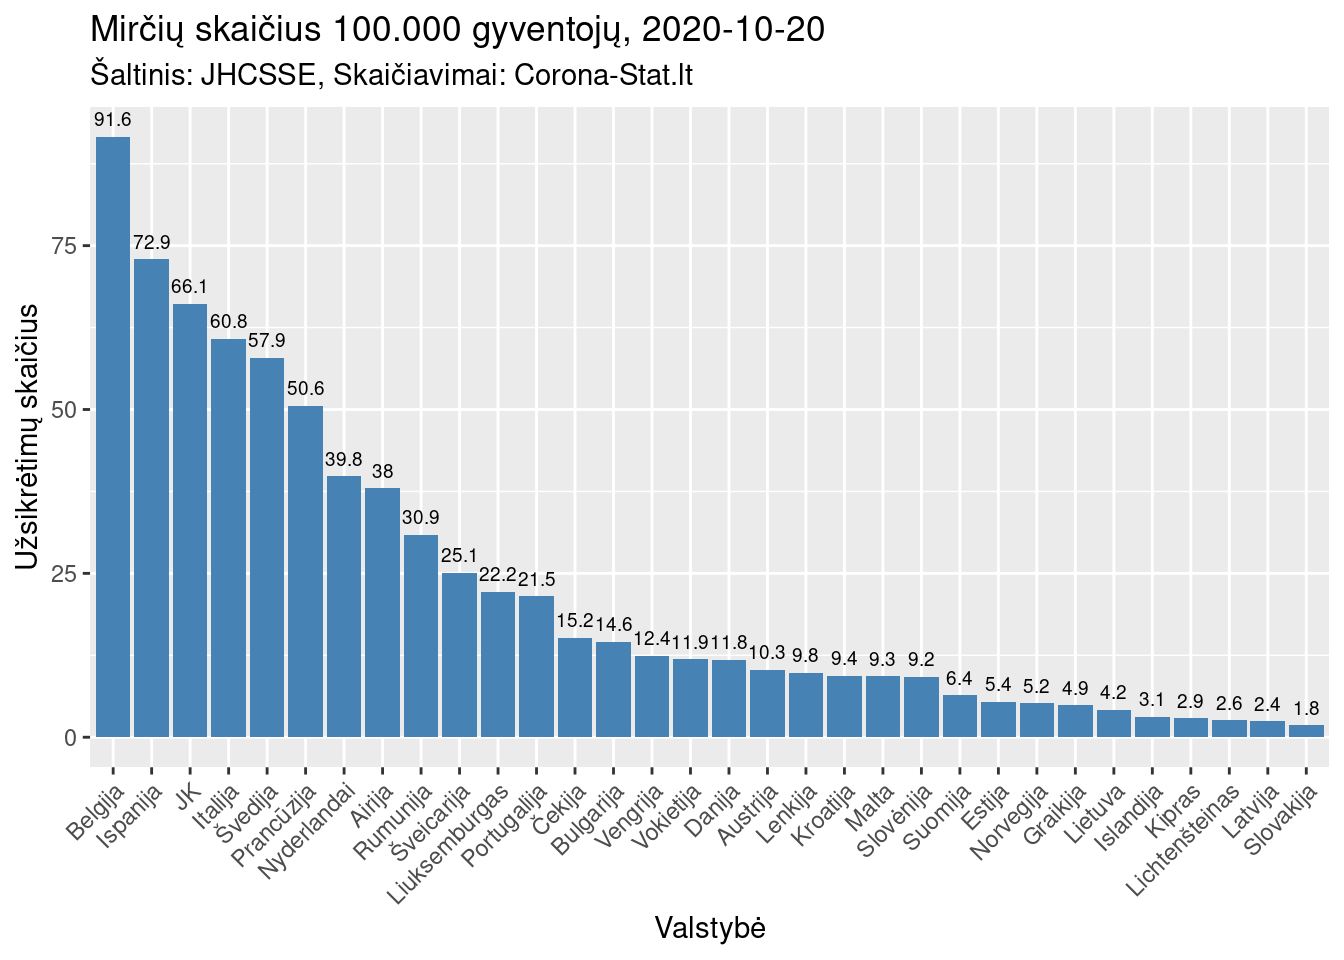 Mirčių skaičius 100.000 gyventojų, 2020-10-20
Šaltinis: JHCSSE, Skaičiavimai: Corona-Stat.lt
Užsikrėtimų skaičius
75
50
25
0
91.6
72.9
66.1
60.8
57.9
50.6
39.8
38
30.9
25.1
22.2
21.5
15.2
14.6
12.4
11.9
11.8
10.3
9.8
9.4
9.3
9.2
6.4
5.4
5.2
4.9
4.2
3.1
2.9
2.6
2.4
1.8
Belgija
Ispanija
JK
Italija
Švedija
Prancūzija
Nyderlandai
Airija
Rumunija
Šveicarija
Liuksemburgas
Portugalija
Čekija
Bulgarija
Vengrija
Vokietija
Danija
Austrija
Lenkija
Kroatija
Malta
Slovėnija
Suomija
Estija
Norvegija
Graikija
Lietuva
Islandija
Kipras
Lichtenšteinas
Latvija
Slovakija
Valstybė